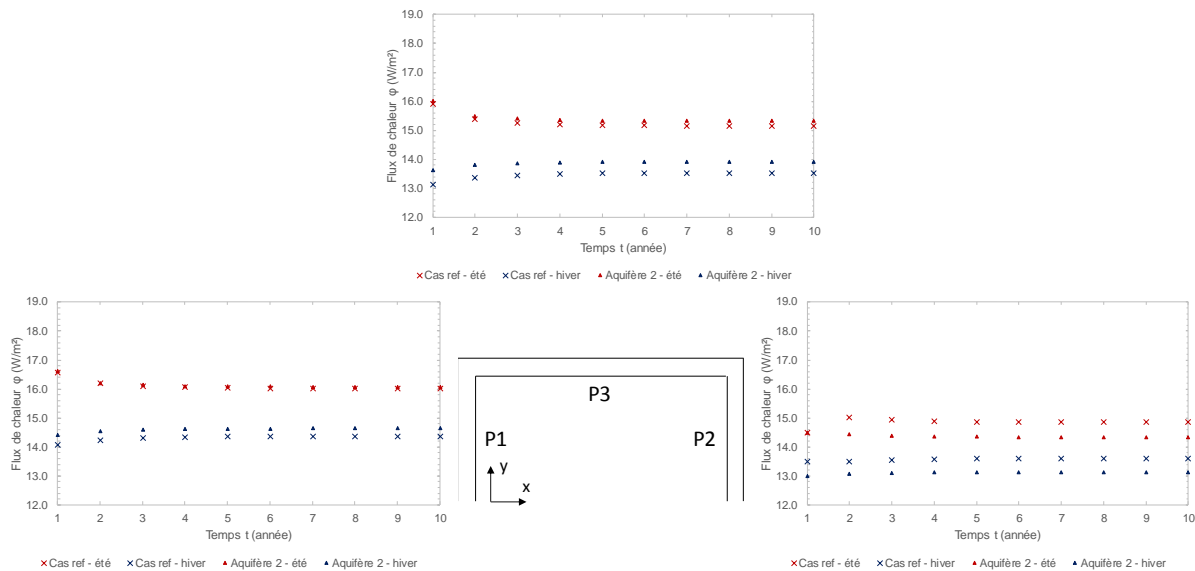 Flux de chaleur φ (W/m²)
19.0
18.0
17.0
16.0
15.0
14.0
13.0
12.0
1 2 3 4 5 6 7 8 9 10
Temps t (année)
Cas ref - été Cas ref - hiver Aquifère 2 - été Aquifère 2 - hiver
Flux de chaleur φ (W/m²)
19.0
18.0
17.0
16.0
15.0
14.0
13.0
12.0
1 2 3 4 5 6 7 8 9 10
Temps t (année)
Cas ref - été Cas ref - hiver Aquifère 2 - été Aquifère 2 - hiver
P3
P1
P2
y
x
Flux de chaleur φ (W/m²)
19.0
18.0
17.0
16.0
15.0
14.0
13.0
12.0
1 2 3 4 5 6 7 8 9 10
Temps t (année)
Cas ref - été Cas ref - hiver Aquifère 2 - été Aquifère 2 - hiver